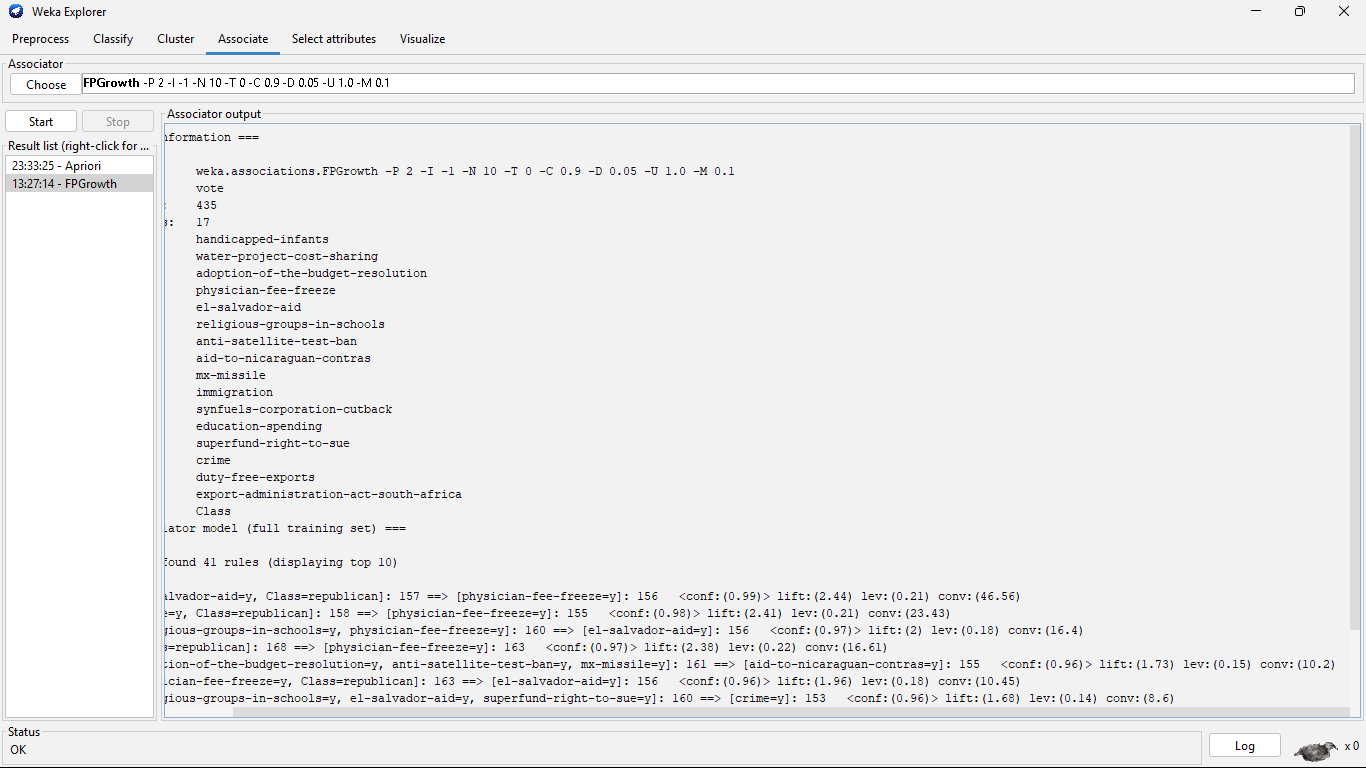 Weka Explorer
Preprocess Classify Cluster Associate Select attributes Visualize
Associator
Choose FPGrowth -P 2 -I -1 -N 10 -T 0 -C 0.9 -D 0.05 -U 1.0 -M 0.1
Start Stop
Result list (right-click for ...
23:33:25 - Apriori
13:27:14 - FPGrowth
Associator output
nformation ===
weka.associations.FPGrowth -P 2 -I -1 -N 10 -T 0 -C 0.9 -D 0.05 -U 1.0 -M 0.1
vote
: 435
s: 17
handicapped-infants
water-project-cost-sharing
adoption-of-the-budget-resolution
physician-fee-freeze
el-salvador-aid
religious-groups-in-schools
anti-satellite-test-ban
aid-to-nicaraguan-contras
mx-missile
immigration
synfuels-corporation-cutback
education-spending
superfund-right-to-sue
crime
duty-free-exports
export-administration-act-south-africa
Class
iator model (full training set) ===
found 41 rules (displaying top 10)
alvador-aid=y, Class=republican]: 157 ==> [physician-fee-freeze=y]: 156 <conf:(0.99)> lift:(2.44) lev:(0.21) conv:(46.56)
e=y, Class=republican]: 158 ==> [physician-fee-freeze=y]: 155 <conf:(0.98)> lift:(2.41) lev:(0.21) conv:(23.43)
gious-groups-in-schools=y, physician-fee-freeze=y]: 160 ==> [el-salvador-aid=y]: 156 <conf:(0.97)> lift:(2) lev:(0.18) conv:(16.4)
s=republican]: 168 ==> [physician-fee-freeze=y]: 163 <conf:(0.97)> lift:(2.38) lev:(0.22) conv:(16.61)
tion-of-the-budget-resolution=y, anti-satellite-test-ban=y, mx-missile=y]: 161 ==> [aid-to-nicaraguan-contras=y]: 155 <conf:(0.96)> lift:(1.73) lev:(0.15) conv:(10.2)
ician-fee-freeze=y, Class=republican]: 163 ==> [el-salvador-aid=y]: 156 <conf:(0.96)> lift:(1.96) lev:(0.18) conv:(10.45)
gious-groups-in-schools=y, el-salvador-aid=y, superfund-right-to-sue=y]: 160 ==> [crime=y]: 153 <conf:(0.96)> lift:(1.68) lev:(0.14) conv:(8.6)
Status
OK
Log x 0